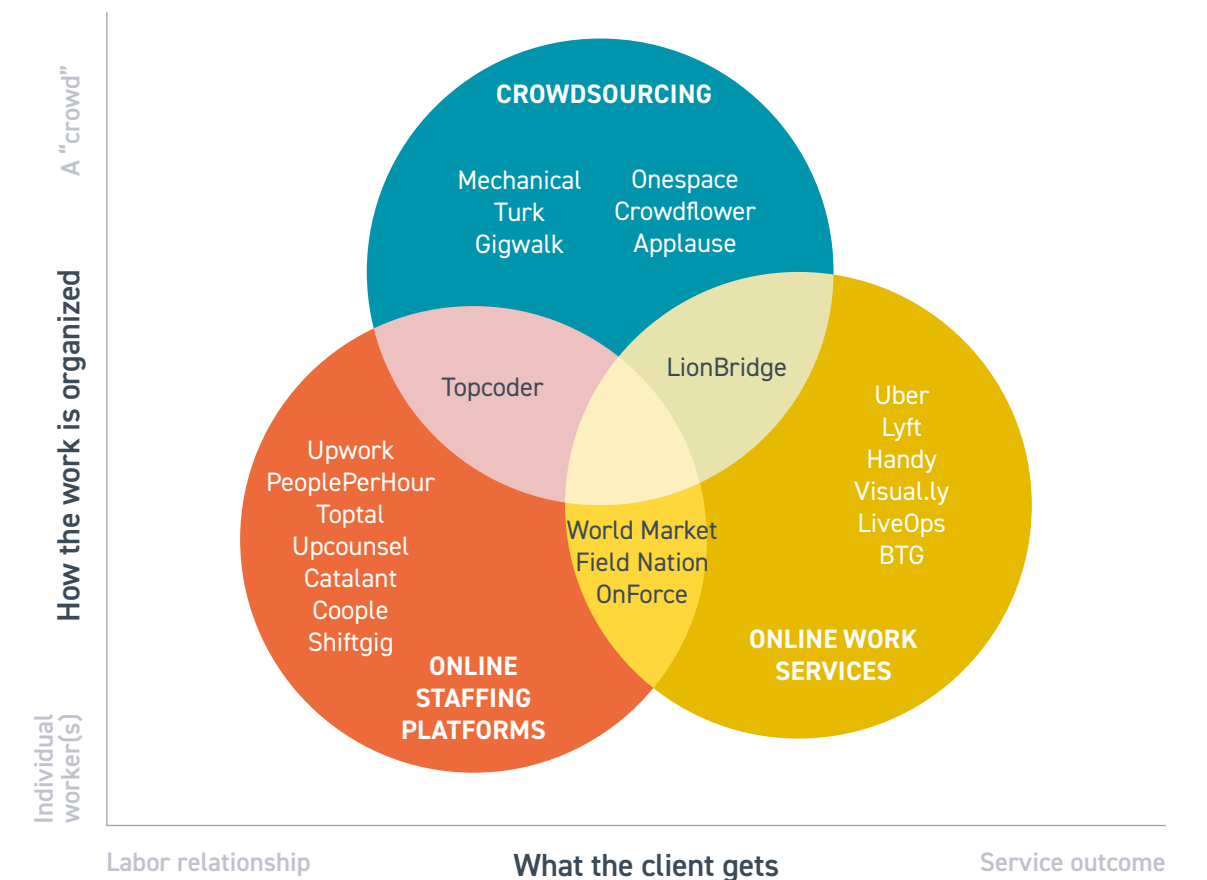 A “crowd”
How the work is organized
Individual
worker(s)
CROWDSOURCING
Mechanical
Turk
Gigwalk
Onespace
Crowdflower
Applause
Topcoder
LionBridge
Upwork
PeoplePerHour
Toptal
Upcounsel
Catalant
Coople
Shiftgig
ONLINE
STAFFING
PLATFORMS
World Market
Field Nation
OnForce
Uber
Lyft
Handy
Visual.ly
LiveOps
BTG
ONLINE WORK
SERVICES
Labor relationship
What the client gets
Service outcome